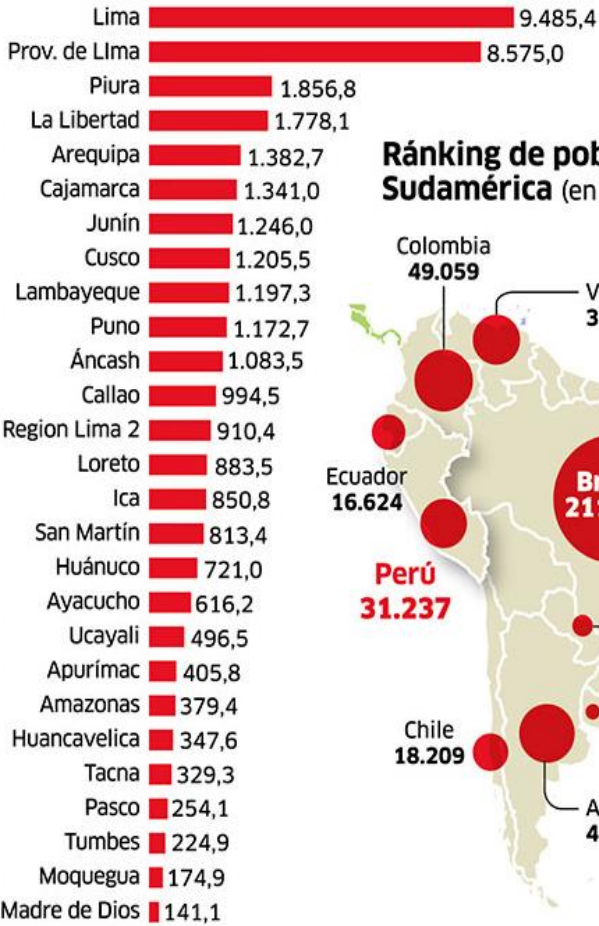 Lima 9.485,4
Prov. de LIma 8.575,0
Piura 1.856,8
La Libertad 1.778,1
Arequipa 1.382,7
Cajamarca 1.341,0
Junín 1.246,0
Cusco 1.205,5
Lambayeque 1.197,3
Puno 1.172,7
Áncash 1.083,5
Callao 994,5
Region Lima 2 910,4
Loreto 883,5
Ica 850,8
San Martín 813,4
Huánuco 721,0
Ayacucho 616,2
Ucayali 496,5
Apurímac 405,8
Amazonas 379,4
Huancavelica 347,6
Tacna 329,3
Pasco 254,1
Tumbes 224,9
Moquegua 174,9
Madre de Dios 141,1
Ránking de pob
Sudamérica (en
Colombia
49.059
V
3
Ecuador
16.624
Br
Perú
31.237
Chile
18.209
A
4